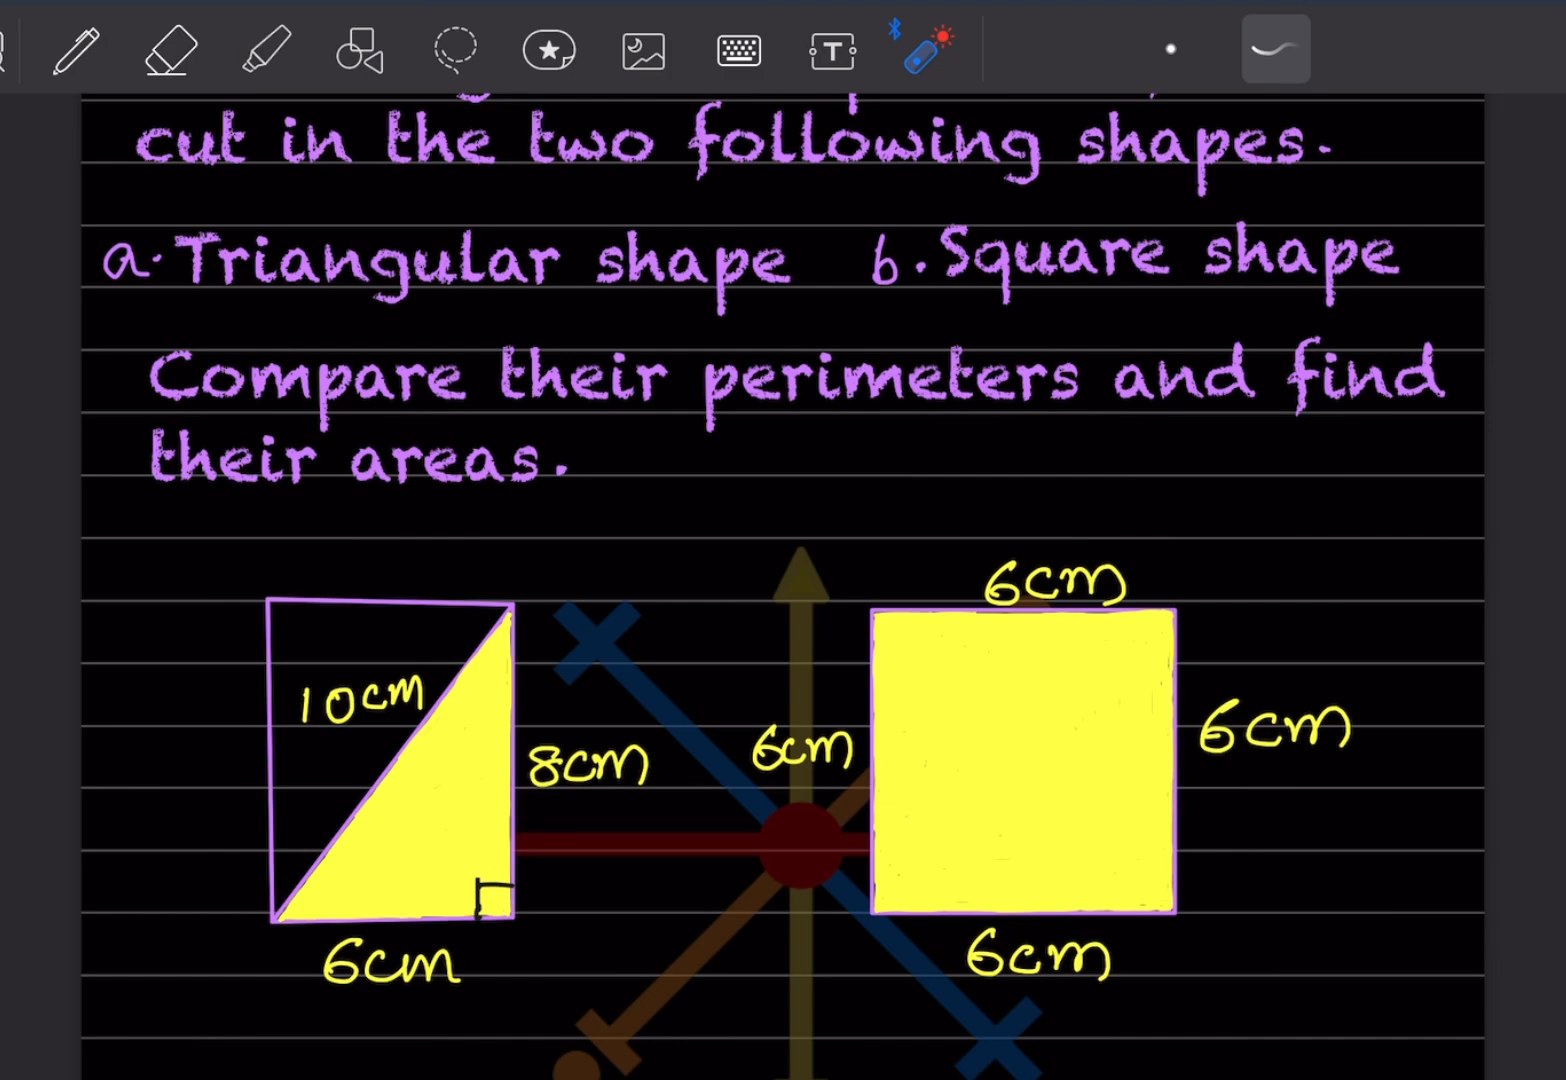 cut in the two following shapes.
a. Triangular shape b. Square shape
Compare their perimeters and find
their areas.
6cm
10cm
8cm
6cm
6cm
6cm
6cm